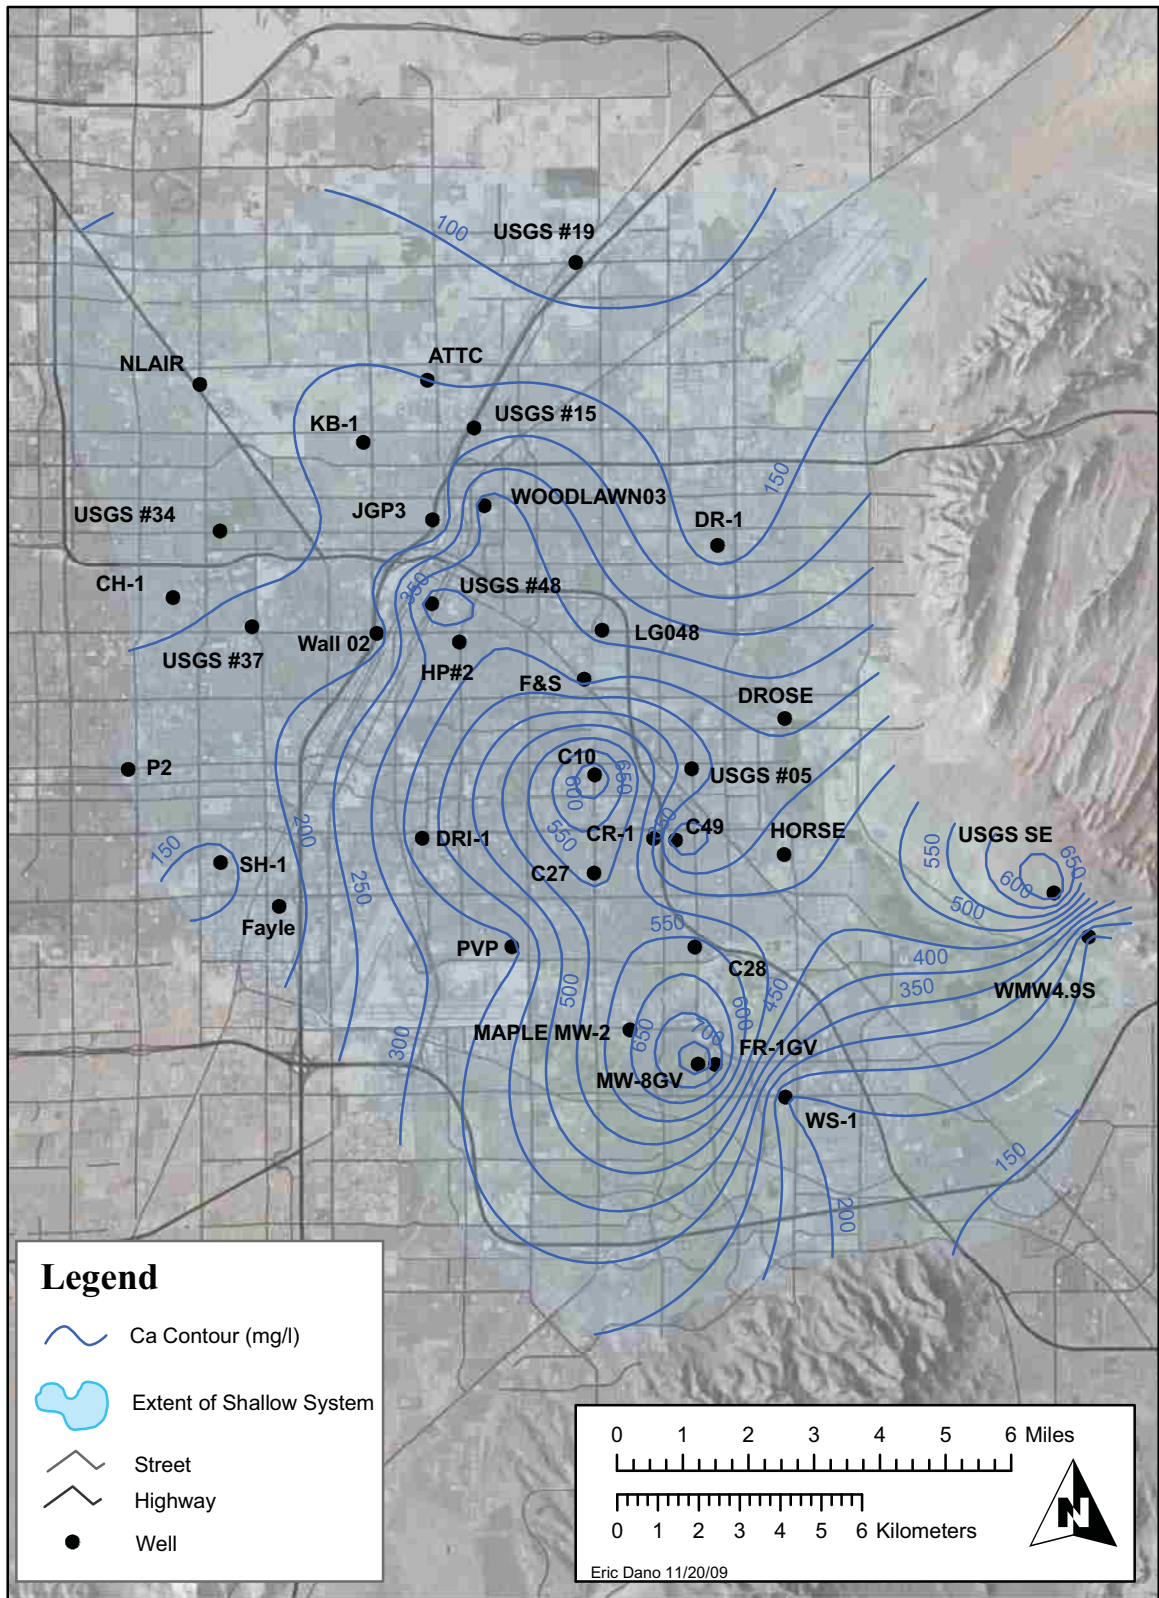 100
USGS #19
NLAIR
ATTC
KB-1
USGS #15
150
USGS #34
JGP3
WOODLAWN03
DR-1
CH-1
350
USGS #48
USGS #37
Wall 02
LG048
HP#2
F&S
DROSE
P2
C10
650
USGS #05
600
200
550
CR-1
50
C49
HORSE
USGS SE
550
650
150
SH-1
DRI-1
C27
600
250
500
Fayle
550
PVP
C28
400
WMW4.9S
500
450
350
600
300
MAPLE MW-2
650
700
FR-1GV
MW-8GV
WS-1
150
200
Legend
Ca Contour (mg/l)
Extent of Shallow System
Street
Highway
Well
0 1 2 3 4 5 6 Miles
0 1 2 3 4 5 6 Kilometers
N
Eric Dano 11/20/09